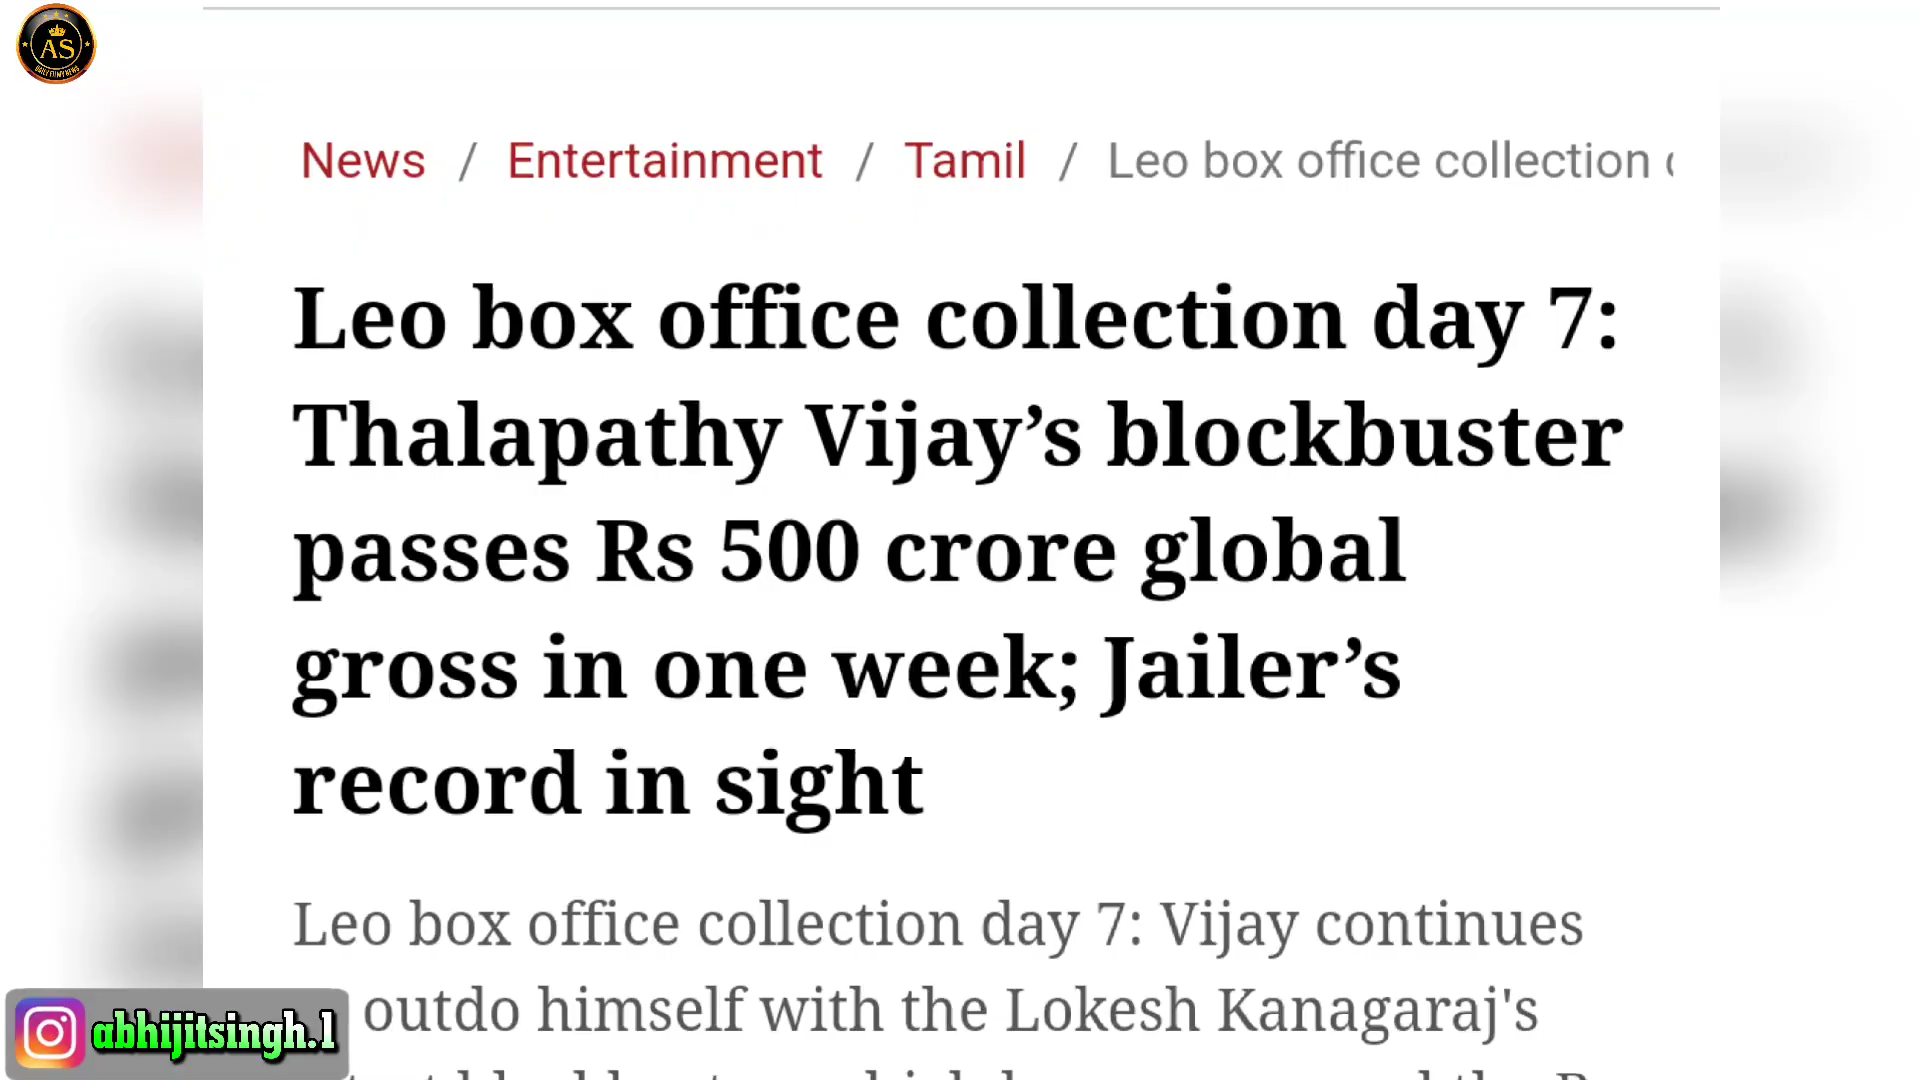 AS
News / Entertainment / Tamil / Leo box office collection
Leo box office collection day 7:
Thalapathy Vijay’s blockbuster
passes Rs 500 crore global
gross in one week; Jailer’s
record in sight
Leo box office collection day 7: Vijay continues
outdo himself with the Lokesh Kanagaraj's
abhijitsingh.1